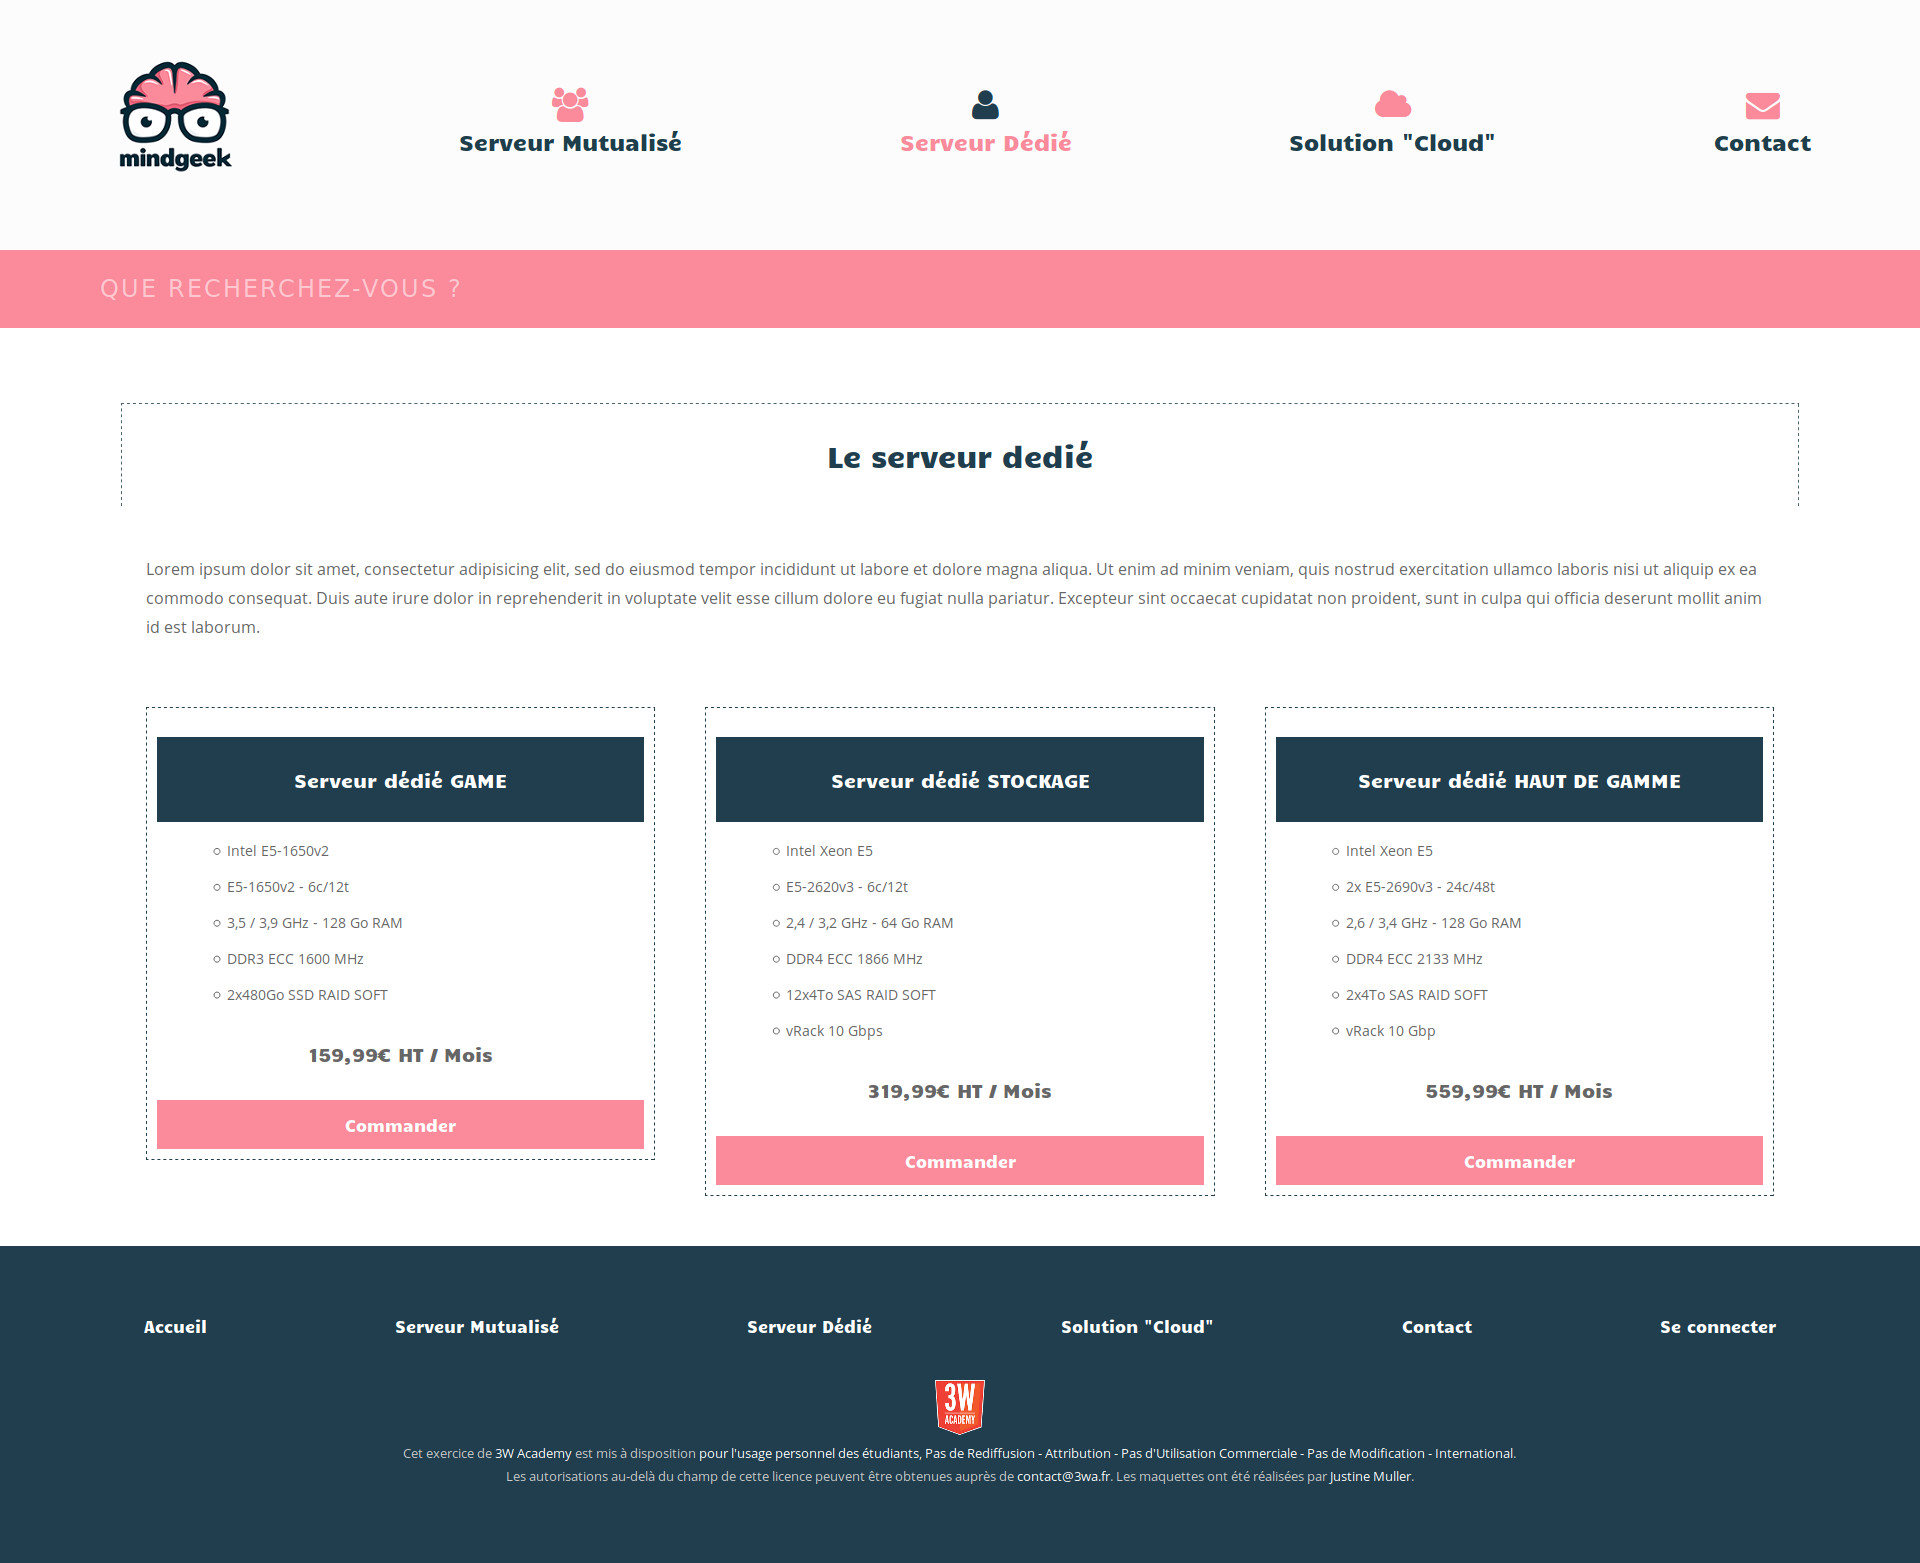 mindgeek
Serveur Mutualisé
Serveur Dédié
Solution "Cloud"
Contact
QUE RECHERCHEZ-VOUS ?
Le serveur dedié
Lorem ipsum dolor sit amet, consectetur adipisicing elit, sed do eiusmod tempor incididunt ut labore et dolore magna aliqua. Ut enim ad minim veniam, quis nostrud exercitation ullamco laboris nisi ut aliquip ex ea
commodo consequat. Duis aute irure dolor in reprehenderit in voluptate velit esse cillum dolore eu fugiat nulla pariatur. Excepteur sint occaecat cupidatat non proident, sunt in culpa qui officia deserunt mollit anim
id est laborum.
Serveur dédié GAME
Intel E5-1650v2
E5-1650v2 - 6c/12t
3,5 / 3,9 GHz - 128 Go RAM
DDR3 ECC 1600 MHz
2x480Go SSD RAID SOFT
159,99€ HT / Mois
Commander
Serveur dédié STOCKAGE
Intel Xeon E5
E5-2620v3 - 6c/12t
2,4 / 3,2 GHz - 64 Go RAM
DDR4 ECC 1866 MHz
12x4To SAS RAID SOFT
vRack 10 Gbps
319,99€ HT / Mois
Commander
Serveur dédié HAUT DE GAMME
Intel Xeon E5
2x E5-2690v3 - 24c/48t
2,6 / 3,4 GHz - 128 Go RAM
DDR4 ECC 2133 MHz
2x4To SAS RAID SOFT
vRack 10 Gbp
559,99€ HT / Mois
Commander
Accueil
Serveur Mutualisé
Serveur Dédié
Solution "Cloud"
Contact
Se connecter
3W
ACADEMY
Cet exercice de 3W Academy est mis à disposition pour l'usage personnel des étudiants, Pas de Rediffusion - Attribution - Pas d'Utilisation Commerciale - Pas de Modification - International.
Les autorisations au-delà du champ de cette licence peuvent être obtenues auprès de contact@3wa.fr. Les maquettes ont été réalisées par Justine Muller.